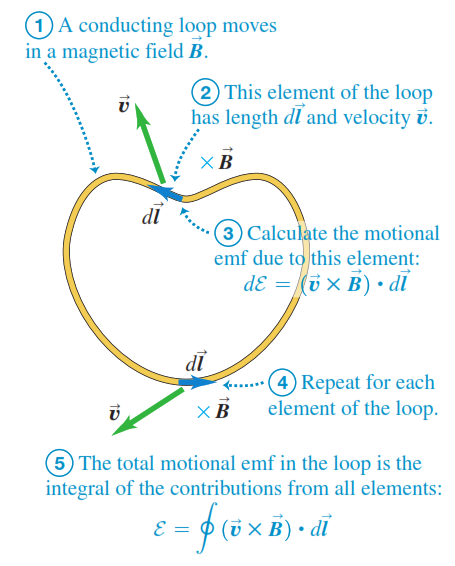 ① A conducting loop moves
in a magnetic field B⃗.
v⃗
② This element of the loop
has length dl⃗ and velocity v⃗.
× B⃗
dl⃗
③ Calculate the motional
emf due to this element:
dℰ = (v⃗ × B⃗) · dl⃗
dl⃗
④ Repeat for each
element of the loop.
v⃗
× B⃗
⑤ The total motional emf in the loop is the
integral of the contributions from all elements:
ℰ = ∮ (v⃗ × B⃗) · dl⃗